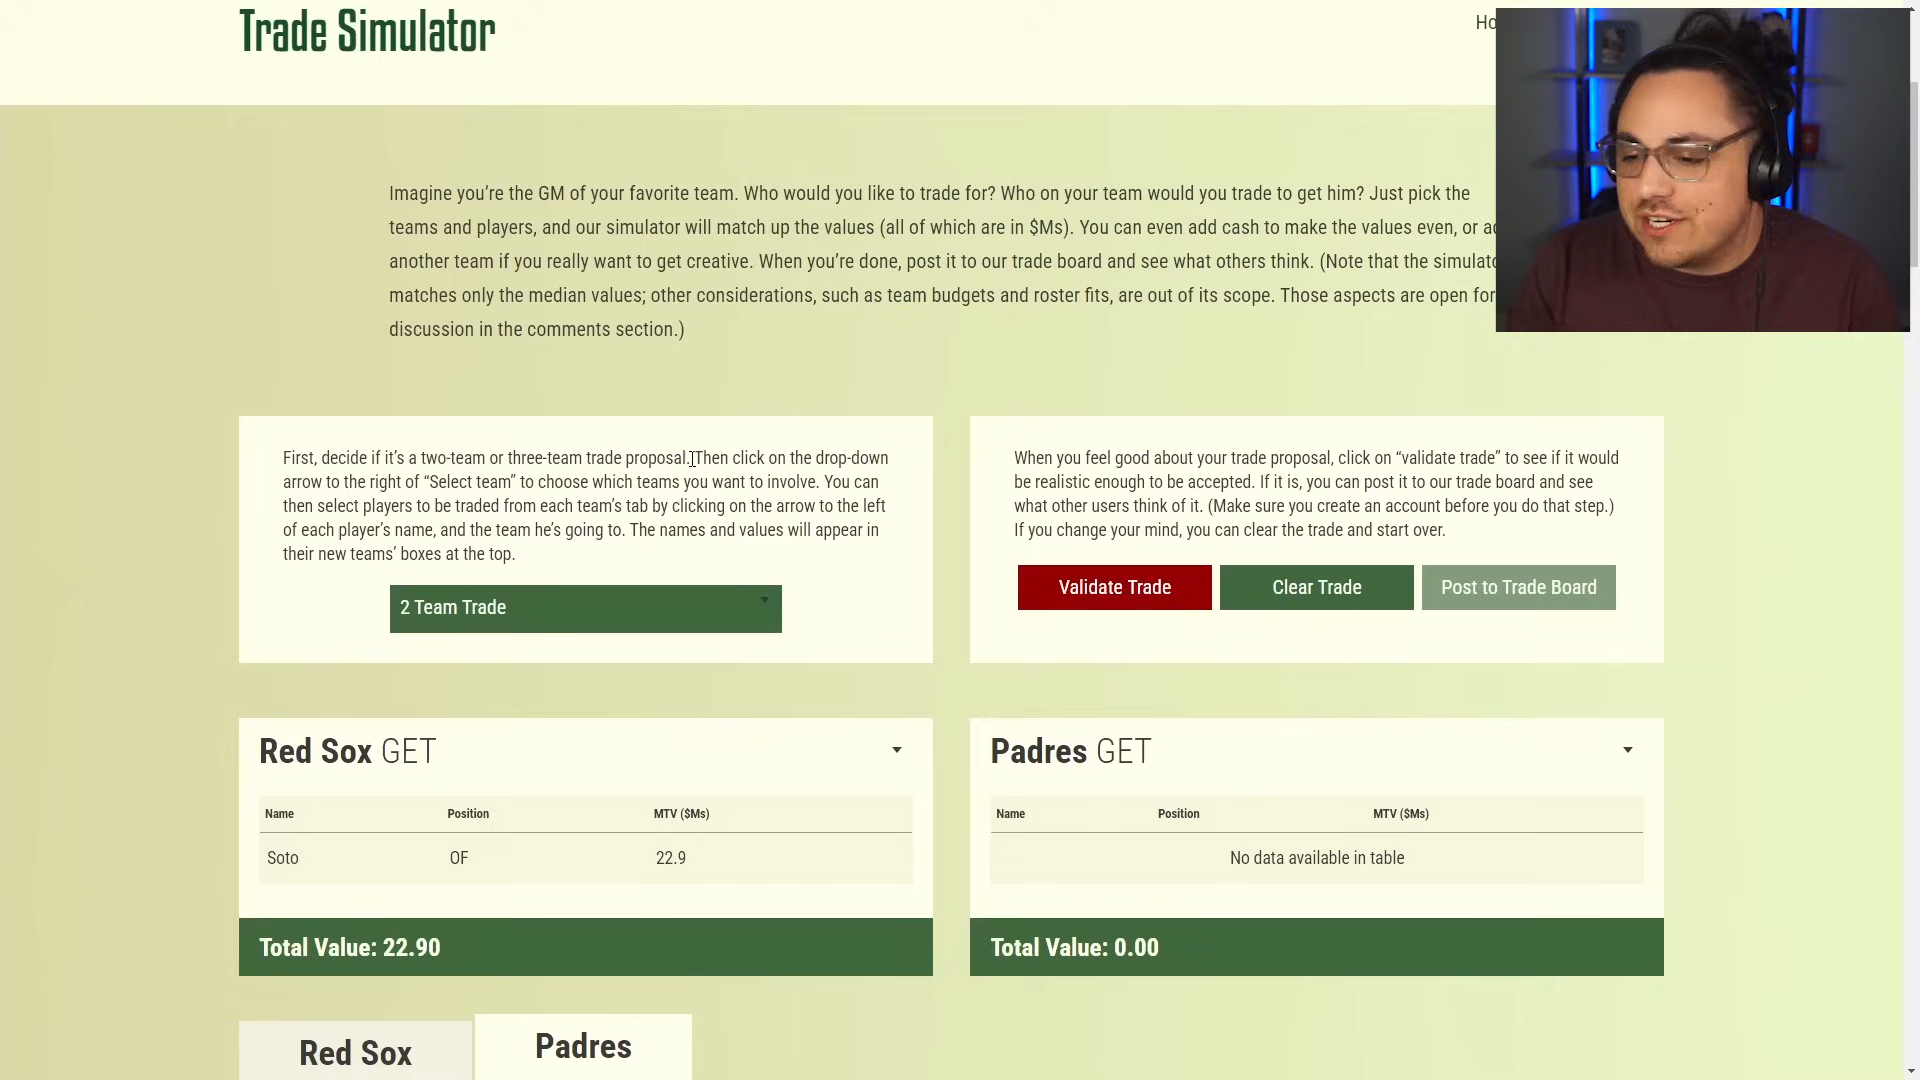 Trade Simulator
Ho
Imagine you’re the GM of your favorite team. Who would you like to trade for? Who on your team would you trade to get him? Just pick the
teams and players, and our simulator will match up the values (all of which are in $Ms). You can even add cash to make the values even, or ad
another team if you really want to get creative. When you’re done, post it to our trade board and see what others think. (Note that the simulato
matches only the median values; other considerations, such as team budgets and roster fits, are out of its scope. Those aspects are open for
discussion in the comments section.)
First, decide if it’s a two-team or three-team trade proposal. Then click on the drop-down
arrow to the right of “Select team” to choose which teams you want to involve. You can
then select players to be traded from each team’s tab by clicking on the arrow to the left
of each player’s name, and the team he’s going to. The names and values will appear in
their new teams’ boxes at the top.
2 Team Trade
When you feel good about your trade proposal, click on “validate trade” to see if it would
be realistic enough to be accepted. If it is, you can post it to our trade board and see
what other users think of it. (Make sure you create an account before you do that step.)
If you change your mind, you can clear the trade and start over.
Validate Trade Clear Trade Post to Trade Board
Red Sox GET
Name Position MTV ($Ms)
Soto OF 22.9
Total Value: 22.90
Padres GET
Name Position MTV ($Ms)
No data available in table
Total Value: 0.00
Red Sox Padres